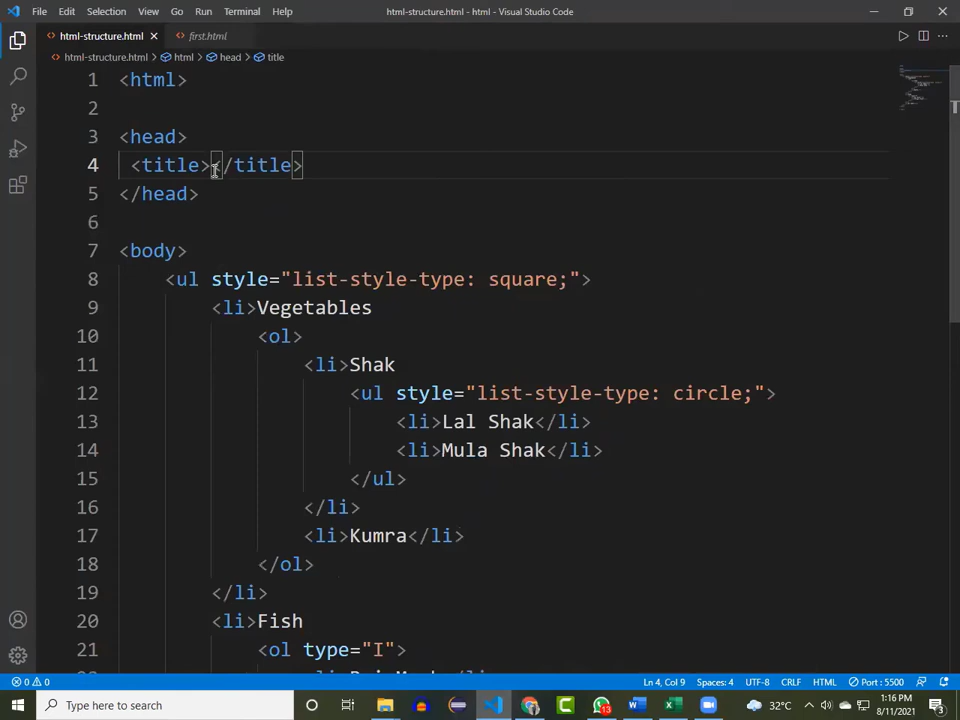 File Edit Selection View Go Run Terminal Help html-structure.html - html - Visual Studio Code
html-structure.html first.html
html-structure.html > html > head > title
1 <html>
2
3 <head>
4 <title></title>
5 </head>
6
7 <body>
8 <ul style="list-style-type: square;">
9 <li>Vegetables
10 <ol>
11 <li>Shak
12 <ul style="list-style-type: circle;">
13 <li>Lal Shak</li>
14 <li>Mula Shak</li>
15 </ul>
16 </li>
17 <li>Kumra</li>
18 </ol>
19 </li>
20 <li>Fish
21 <ol type="I">
0 0 Ln 4, Col 9 Spaces: 4 UTF-8 CRLF HTML Port : 5500
Type here to search 13 32°C 1:16 PM
8/11/2021 3